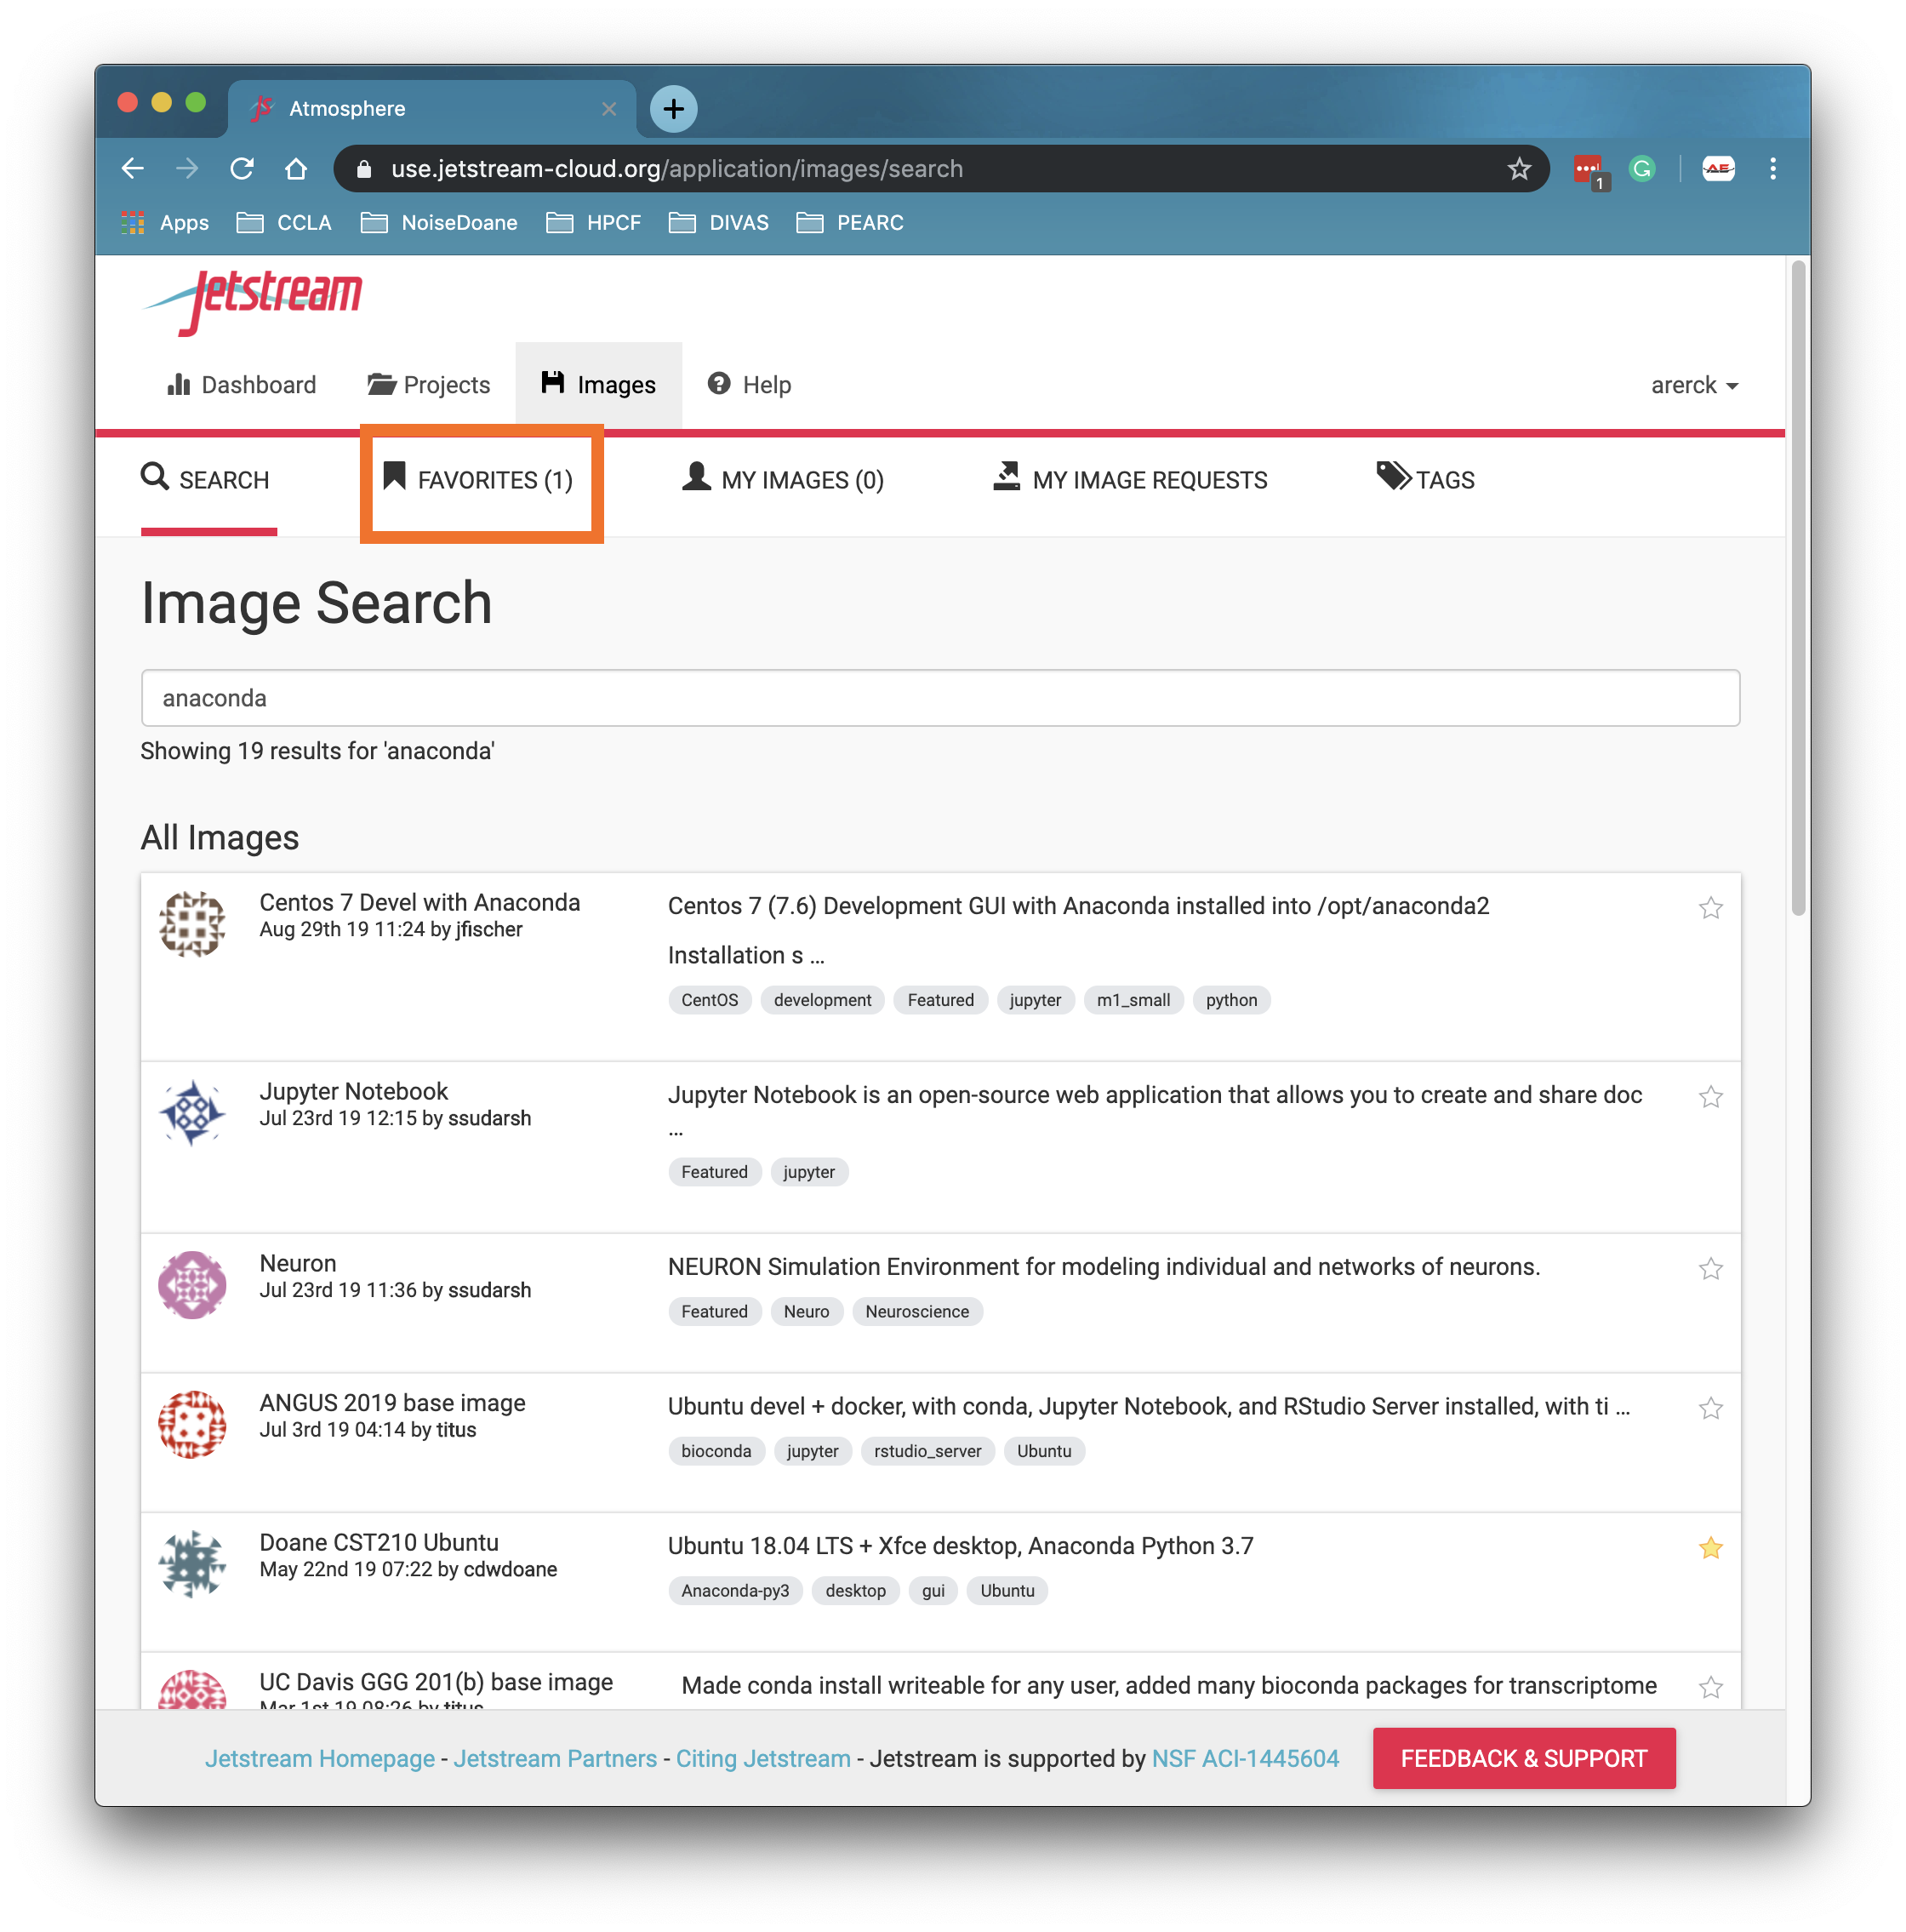 Atmosphere
use.jetstream-cloud.org/application/images/search
1
Apps CCLA NoiseDoane HPCF DIVAS PEARC
Jetstream
Dashboard Projects Images Help arerck
SEARCH FAVORITES (1) MY IMAGES (0) MY IMAGE REQUESTS TAGS
Image Search
anaconda
Showing 19 results for 'anaconda'
All Images
Centos 7 Devel with Anaconda
Aug 29th 19 11:24 by jfischer
Centos 7 (7.6) Development GUI with Anaconda installed into /opt/anaconda2
Installation s ...
CentOS development Featured jupyter m1_small python
Jupyter Notebook
Jul 23rd 19 12:15 by ssudarsh
Jupyter Notebook is an open-source web application that allows you to create and share doc
...
Featured jupyter
Neuron
Jul 23rd 19 11:36 by ssudarsh
NEURON Simulation Environment for modeling individual and networks of neurons.
Featured Neuro Neuroscience
ANGUS 2019 base image
Jul 3rd 19 04:14 by titus
Ubuntu devel + docker, with conda, Jupyter Notebook, and RStudio Server installed, with ti ...
bioconda jupyter rstudio_server Ubuntu
Doane CST210 Ubuntu
May 22nd 19 07:22 by cdwdoane
Ubuntu 18.04 LTS + Xfce desktop, Anaconda Python 3.7
Anaconda-py3 desktop gui Ubuntu
UC Davis GGG 201(b) base image
Mar 1st 19 08:26 by titus
Made conda install writeable for any user, added many bioconda packages for transcriptome
Jetstream Homepage - Jetstream Partners - Citing Jetstream - Jetstream is supported by NSF ACI-1445604
FEEDBACK & SUPPORT